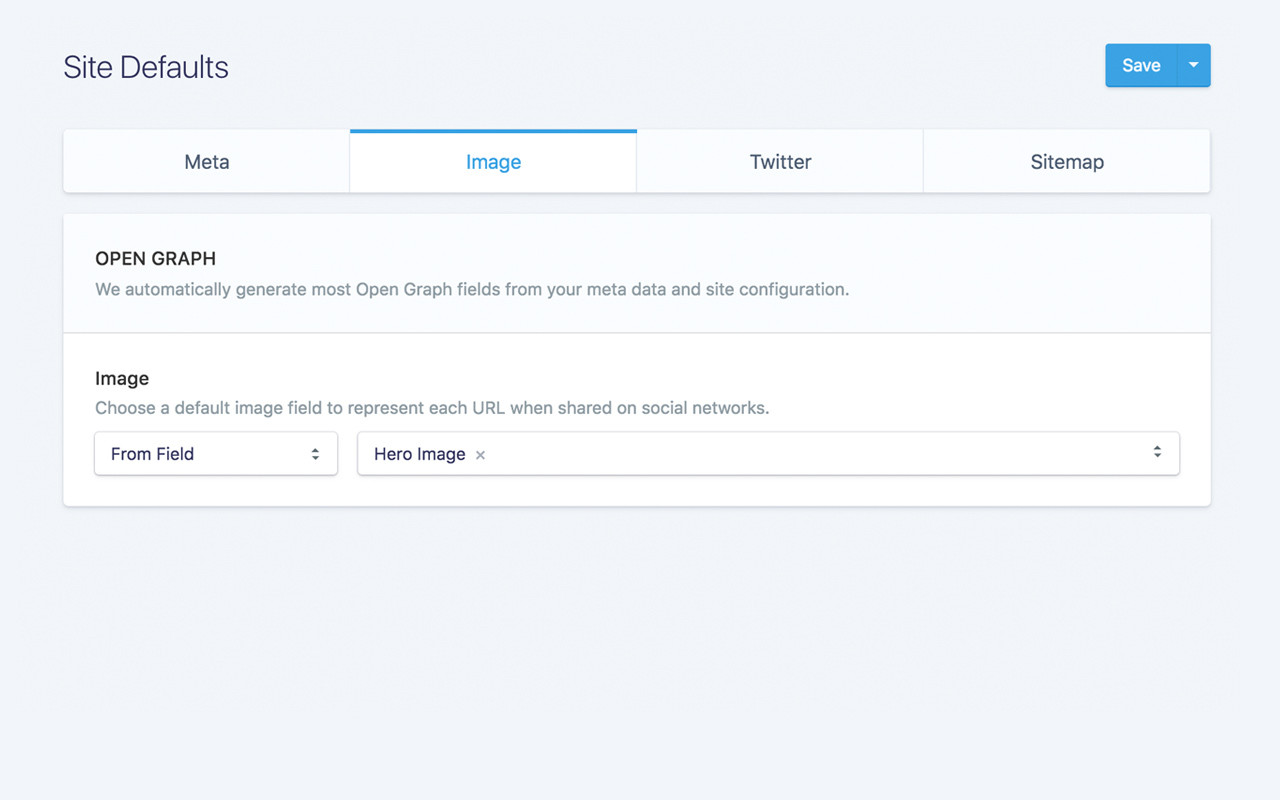 Site Defaults
Save
Meta
Image
Twitter
Sitemap
OPEN GRAPH
We automatically generate most Open Graph fields from your meta data and site configuration.
Image
Choose a default image field to represent each URL when shared on social networks.
From Field
Hero Image ×